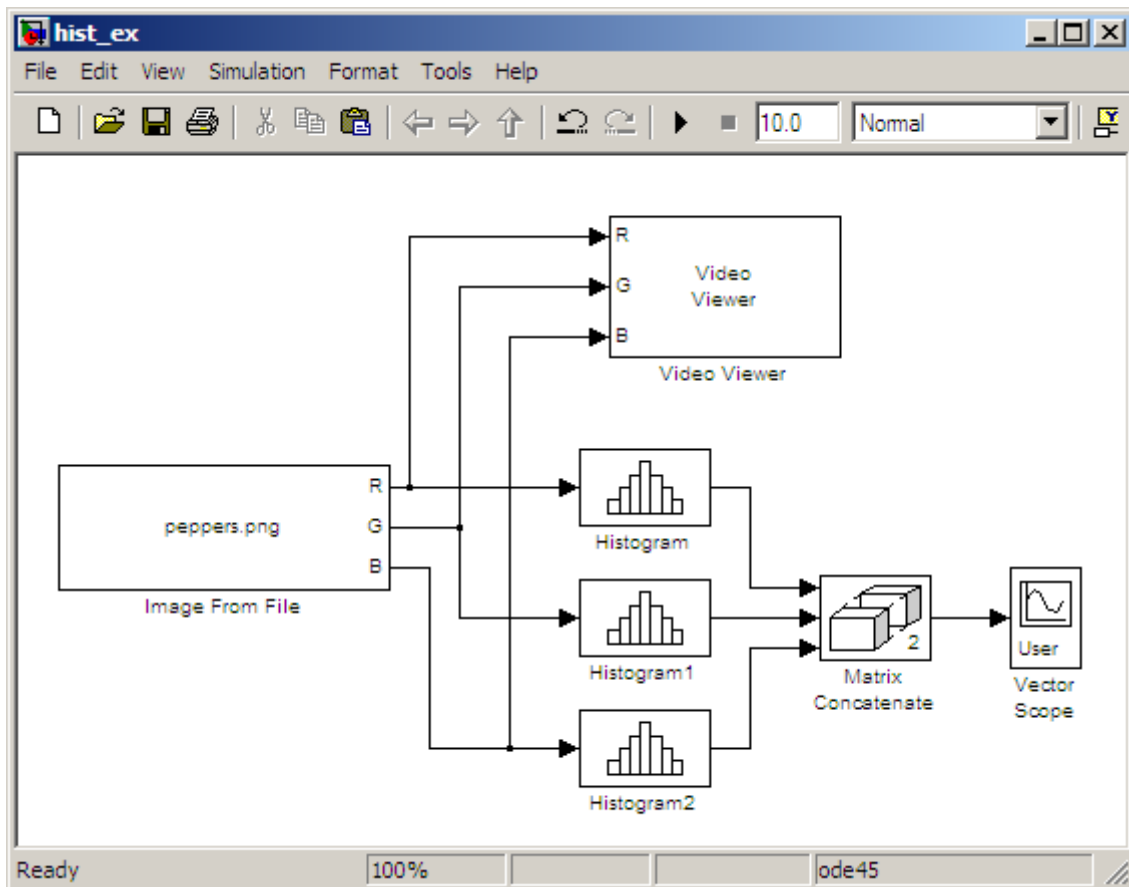 hist_ex
File Edit View Simulation Format Tools Help
10.0 Normal
R
G
B
Video
Viewer
Video Viewer
peppers.png
R
G
B
Image From File
Histogram
Histogram1
Histogram2
2
Matrix
Concatenate
User
Vector
Scope
Ready 100% ode45